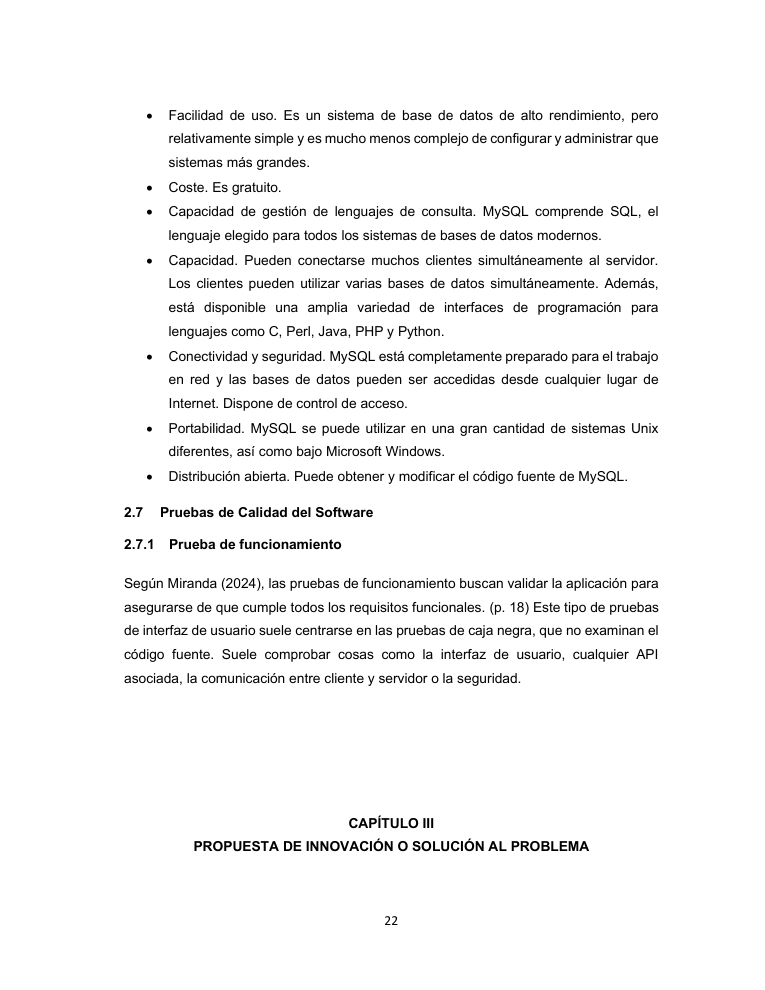 • Facilidad de uso. Es un sistema de base de datos de alto rendimiento, pero
relativamente simple y es mucho menos complejo de configurar y administrar que
sistemas más grandes.
• Coste. Es gratuito.
• Capacidad de gestión de lenguajes de consulta. MySQL comprende SQL, el
lenguaje elegido para todos los sistemas de bases de datos modernos.
• Capacidad. Pueden conectarse muchos clientes simultáneamente al servidor.
Los clientes pueden utilizar varias bases de datos simultáneamente. Además,
está disponible una amplia variedad de interfaces de programación para
lenguajes como C, Perl, Java, PHP y Python.
• Conectividad y seguridad. MySQL está completamente preparado para el trabajo
en red y las bases de datos pueden ser accedidas desde cualquier lugar de
Internet. Dispone de control de acceso.
• Portabilidad. MySQL se puede utilizar en una gran cantidad de sistemas Unix
diferentes, así como bajo Microsoft Windows.
• Distribución abierta. Puede obtener y modificar el código fuente de MySQL.
2.7 Pruebas de Calidad del Software
2.7.1 Prueba de funcionamiento
Según Miranda (2024), las pruebas de funcionamiento buscan validar la aplicación para
asegurarse de que cumple todos los requisitos funcionales. (p. 18) Este tipo de pruebas
de interfaz de usuario suele centrarse en las pruebas de caja negra, que no examinan el
código fuente. Suele comprobar cosas como la interfaz de usuario, cualquier API
asociada, la comunicación entre cliente y servidor o la seguridad.
CAPÍTULO III
PROPUESTA DE INNOVACIÓN O SOLUCIÓN AL PROBLEMA
22